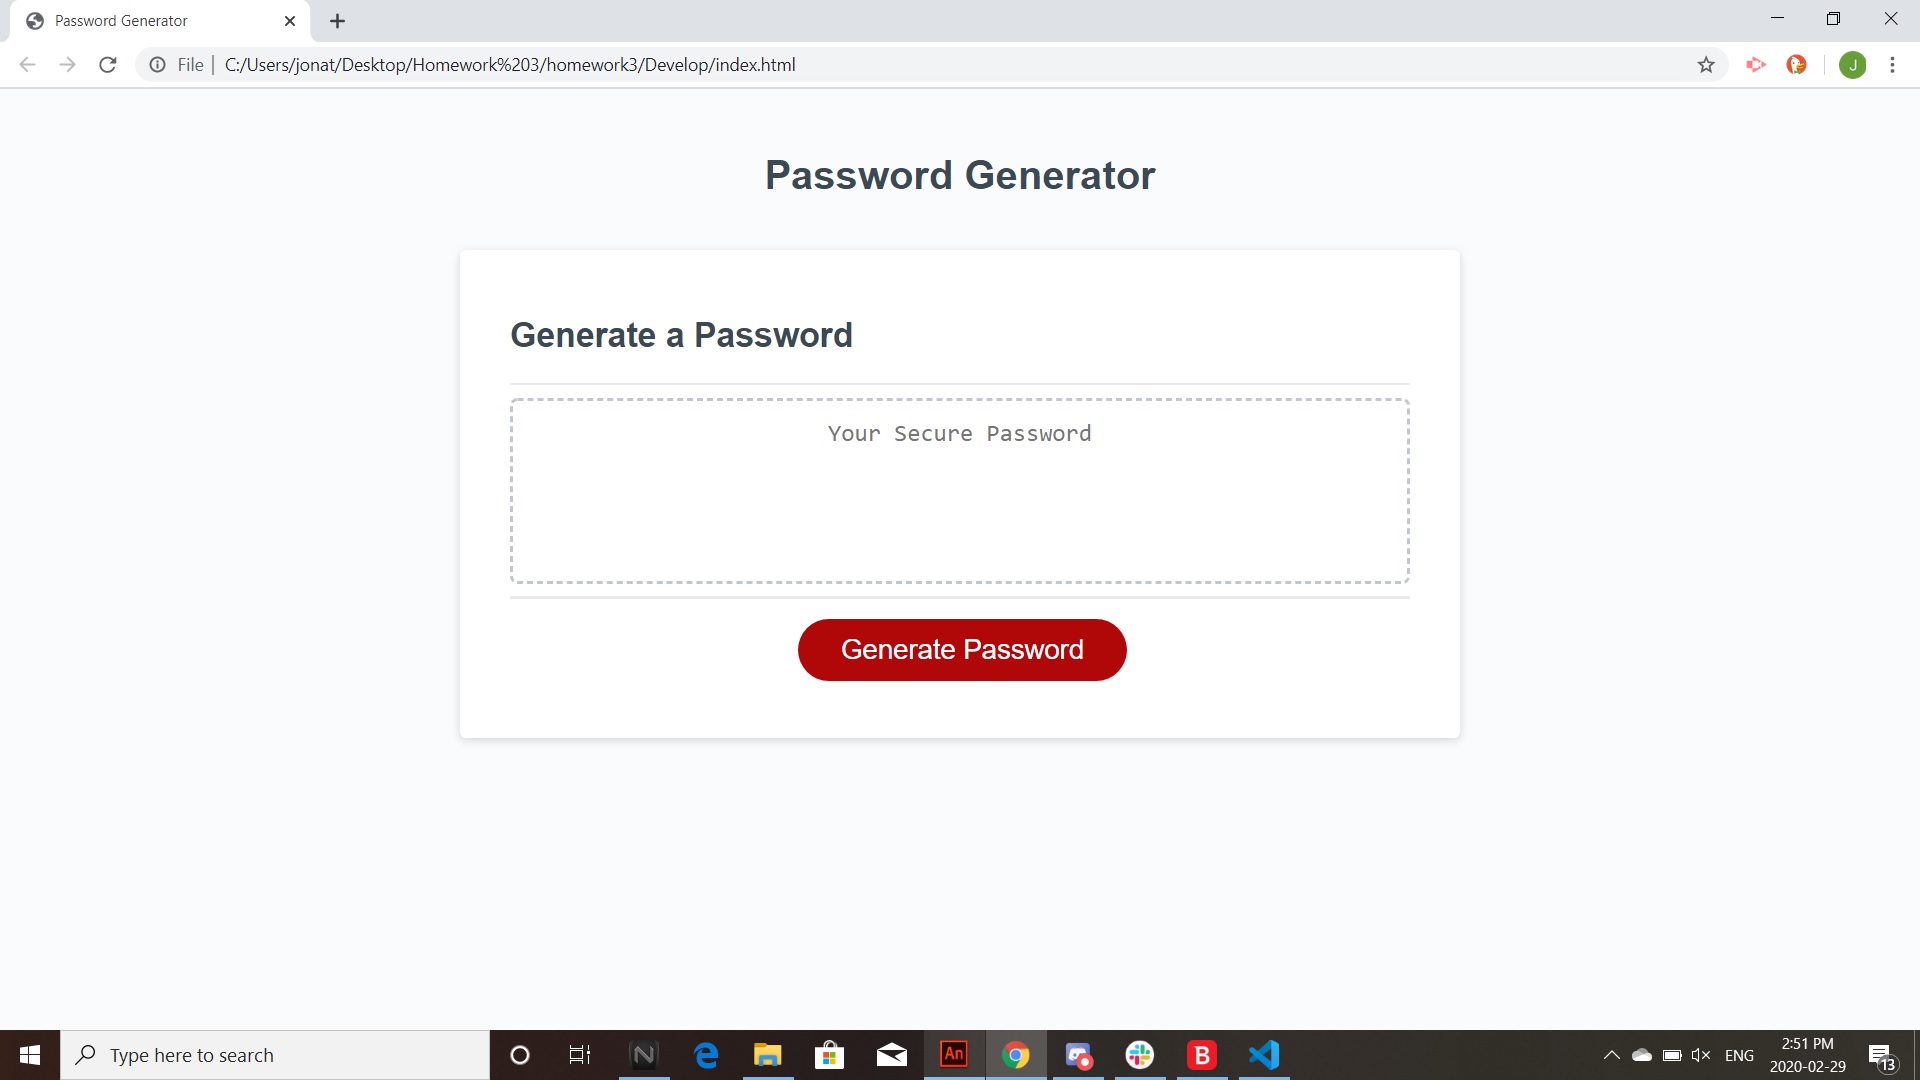 Password Generator
File | C:/Users/jonat/Desktop/Homework%203/homework3/Develop/index.html
J
Password Generator
Generate a Password
Your Secure Password
Generate Password
Type here to search
N
An
B
ENG
2:51 PM
2020-02-29
13